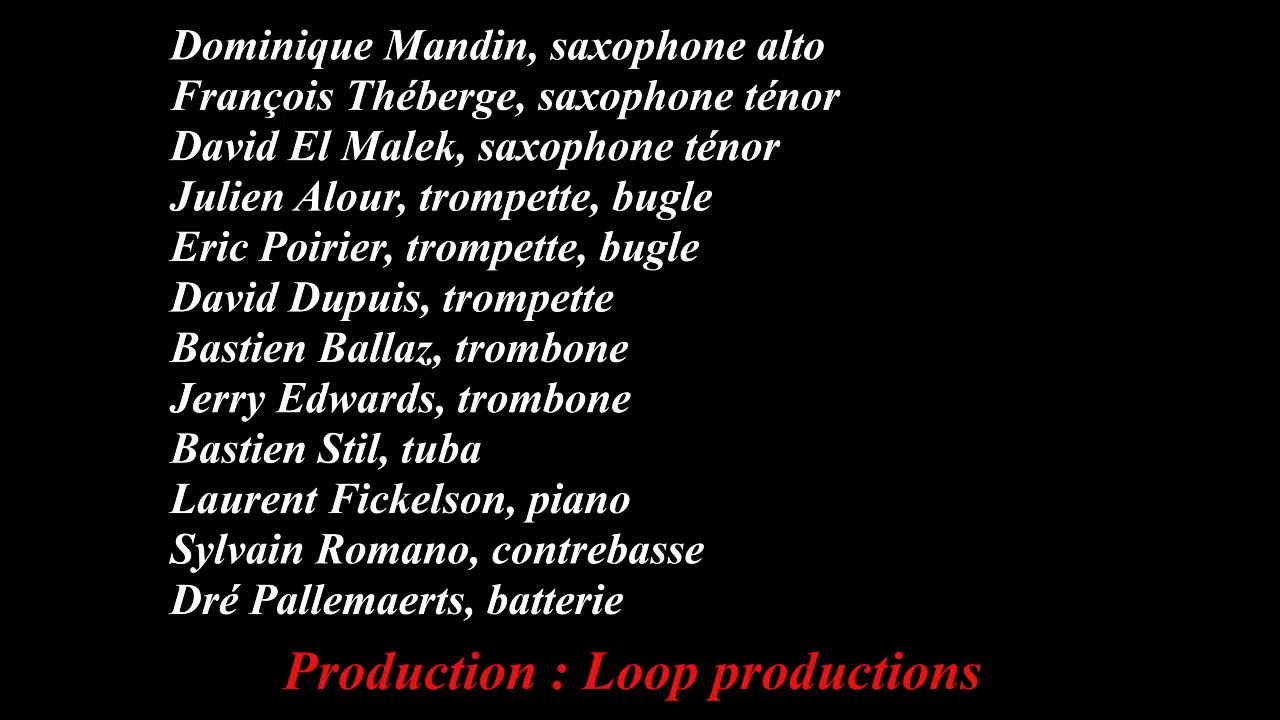 Dominique Mandin, saxophone alto
François Théberge, saxophone ténor
David El Malek, saxophone ténor
Julien Alour, trompette, bugle
Eric Poirier, trompette, bugle
David Dupuis, trompette
Bastien Ballaz, trombone
Jerry Edwards, trombone
Bastien Stil, tuba
Laurent Fickelson, piano
Sylvain Romano, contrebasse
Dré Pallemaerts, batterie
Production : Loop productions